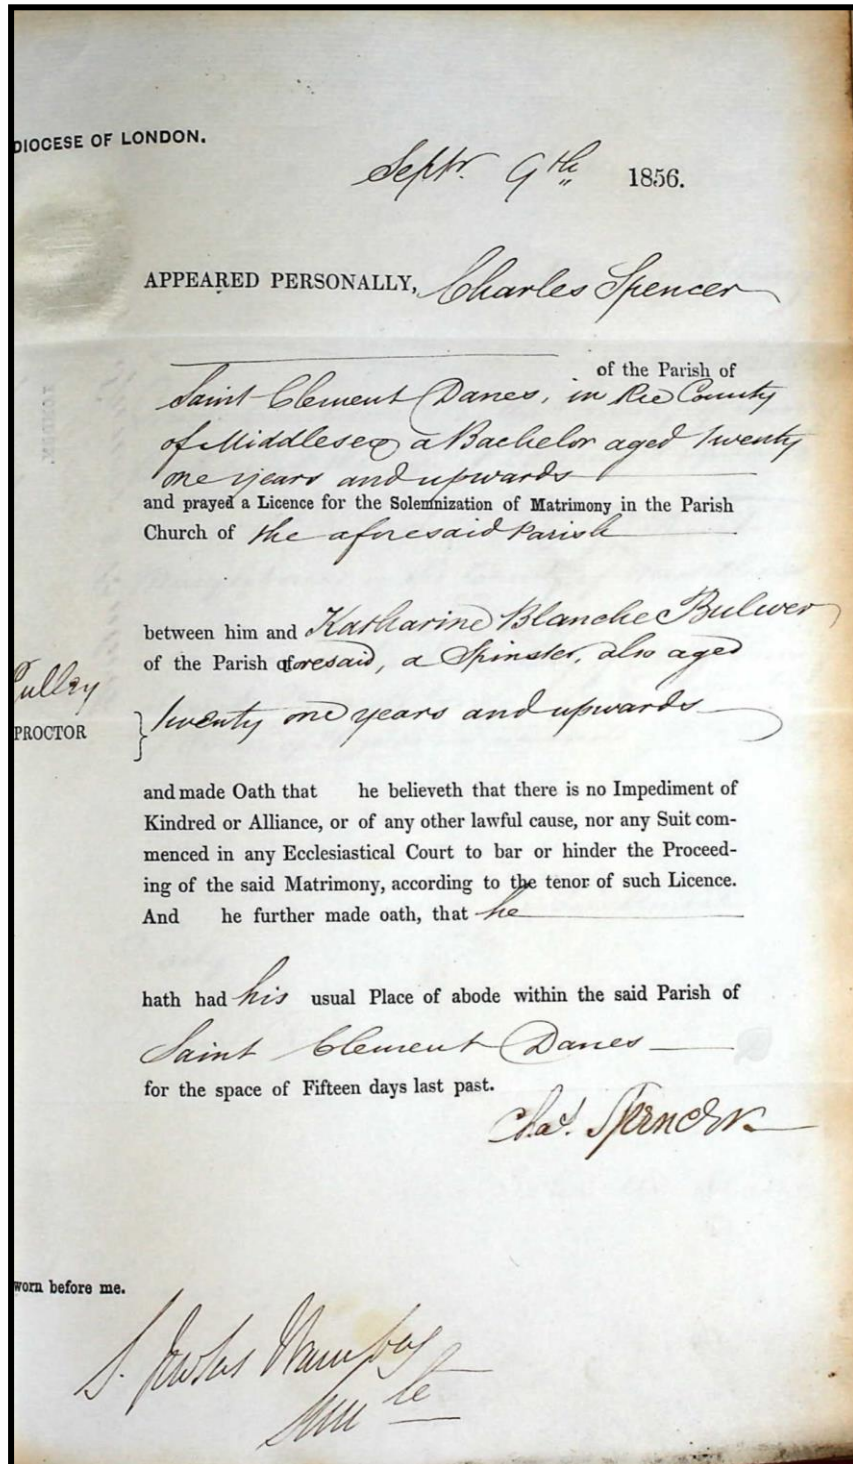 DIOCESE OF LONDON.
Septr. 9th 1856.
APPEARED PERSONALLY, Charles Spencer
of the Parish of
Saint Clement Danes, in the County
of Middlesex a Bachelor aged twenty
one years and upwards
and prayed a Licence for the Solemnization of Matrimony in the Parish
Church of the aforesaid Parish
between him and Katharine Blanche Bulwer
of the Parish aforesaid, a Spinster, also aged
twenty one years and upwards
PROCTOR
and made Oath that he believeth that there is no Impediment of
Kindred or Alliance, or of any other lawful cause, nor any Suit com-
menced in any Ecclesiastical Court to bar or hinder the Proceed-
ing of the said Matrimony, according to the tenor of such Licence.
And he further made oath, that he
hath had his usual Place of abode within the said Parish of
Saint Clement Danes
for the space of Fifteen days last past.
Chas. Spencer
worn before me.